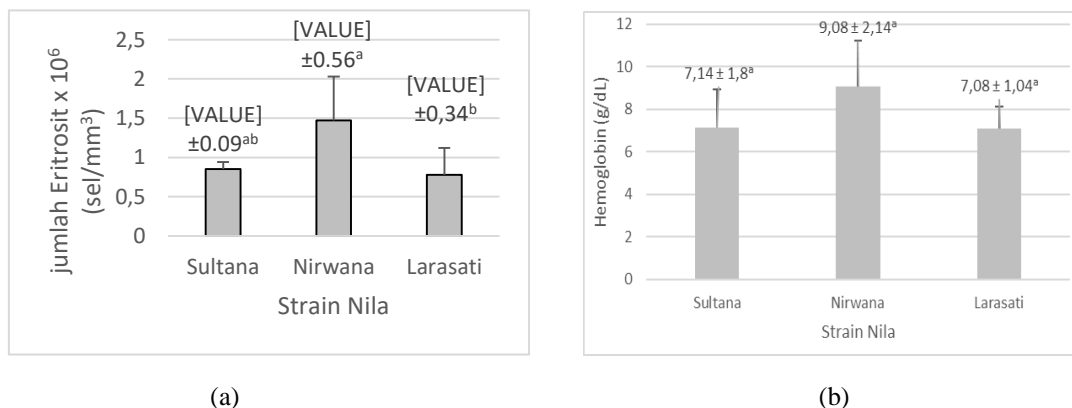 jumlah Eritrosit x 10⁶
(sel/mm³)
2,5
2
1,5
1
0,5
0
[VALUE]
±0.09ᵃᵇ
[VALUE]
±0.56ᵃ
[VALUE]
±0,34ᵇ
Sultana Nirwana Larasati
Strain Nila
(a)
Hemoglobin (g/dL)
12
10
8
6
4
2
0
7,14 ± 1,8ᵃ
9,08 ± 2,14ᵃ
7,08 ± 1,04ᵃ
Sultana Nirwana Larasati
Strain Nila
(b)